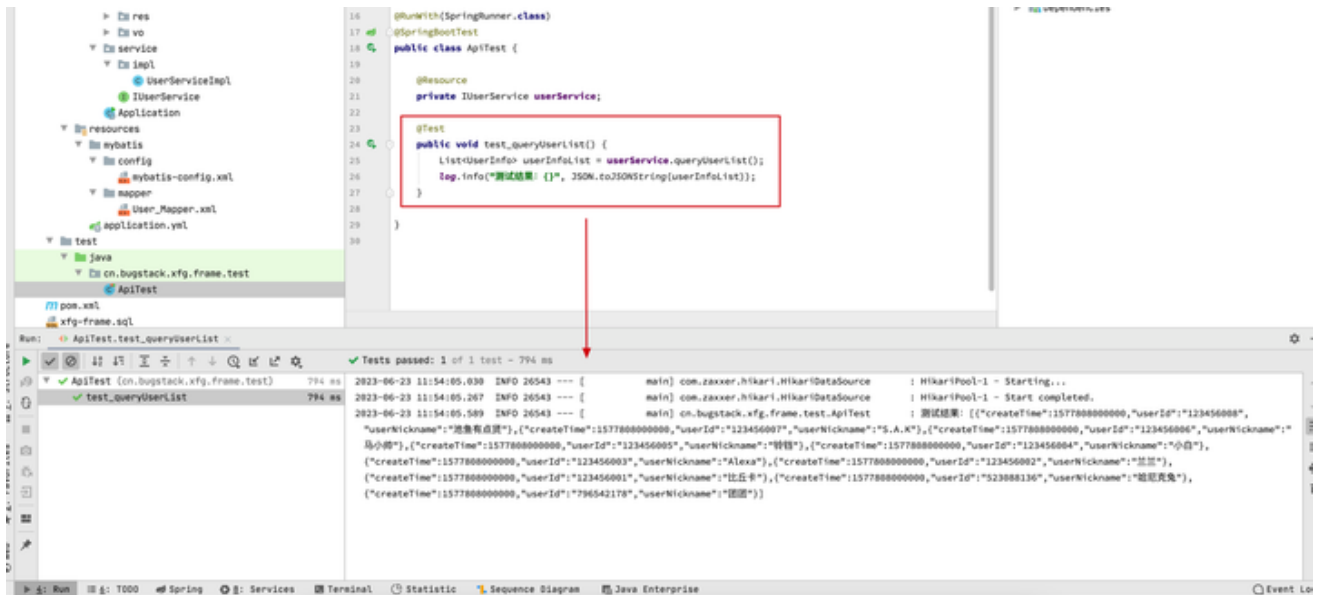 res
vo
service
impl
UserServiceImpl
IUserService
Application
resources
mybatis
config
mybatis-config.xml
mapper
User_Mapper.xml
application.yml
test
java
cn.bugstack.xfg.frame.test
ApiTest
pom.xml
xfg-frame.sql
16 @RunWith(SpringRunner.class)
17 @SpringBootTest
18 public class ApiTest {
19
20 @Resource
21 private IUserService userService;
22
23 @Test
24 public void test_queryUserList() {
25 List<UserInfo> userInfoList = userService.queryUserList();
26 log.info("测试结果：{}", JSON.toJSONString(userInfoList));
27 }
28
29 }
30
Dependencies
Run: ApiTest.test_queryUserList
Tests passed: 1 of 1 test – 794 ms
ApiTest (cn.bugstack.xfg.frame.test) 794 ms
test_queryUserList 794 ms
2023-06-23 11:54:05.030 INFO 26543 --- [ main] com.zaxxer.hikari.HikariDataSource : HikariPool-1 - Starting...
2023-06-23 11:54:05.267 INFO 26543 --- [ main] com.zaxxer.hikari.HikariDataSource : HikariPool-1 - Start completed.
2023-06-23 11:54:05.589 INFO 26543 --- [ main] cn.bugstack.xfg.frame.test.ApiTest : 测试结果：[{"createTime":1577808000000,"userId":"123456008",
"userNickname":"池鱼有点贤"},{"createTime":1577808000000,"userId":"123456007","userNickname":"S.A.K"},{"createTime":1577808000000,"userId":"123456006","userNickname":"
马小帅"},{"createTime":1577808000000,"userId":"123456005","userNickname":"铃铛"},{"createTime":1577808000000,"userId":"123456004","userNickname":"小白"},
{"createTime":1577808000000,"userId":"123456003","userNickname":"Alexa"},{"createTime":1577808000000,"userId":"123456002","userNickname":"兰兰"},
{"createTime":1577808000000,"userId":"123456001","userNickname":"比丘卡"},{"createTime":1577808000000,"userId":"523088136","userNickname":"哈尼克兔"},
{"createTime":1577808000000,"userId":"796542178","userNickname":"团团"}]
4: Run 6: TODO Spring 8: Services Terminal Statistic Sequence Diagram Java Enterprise Event Lo